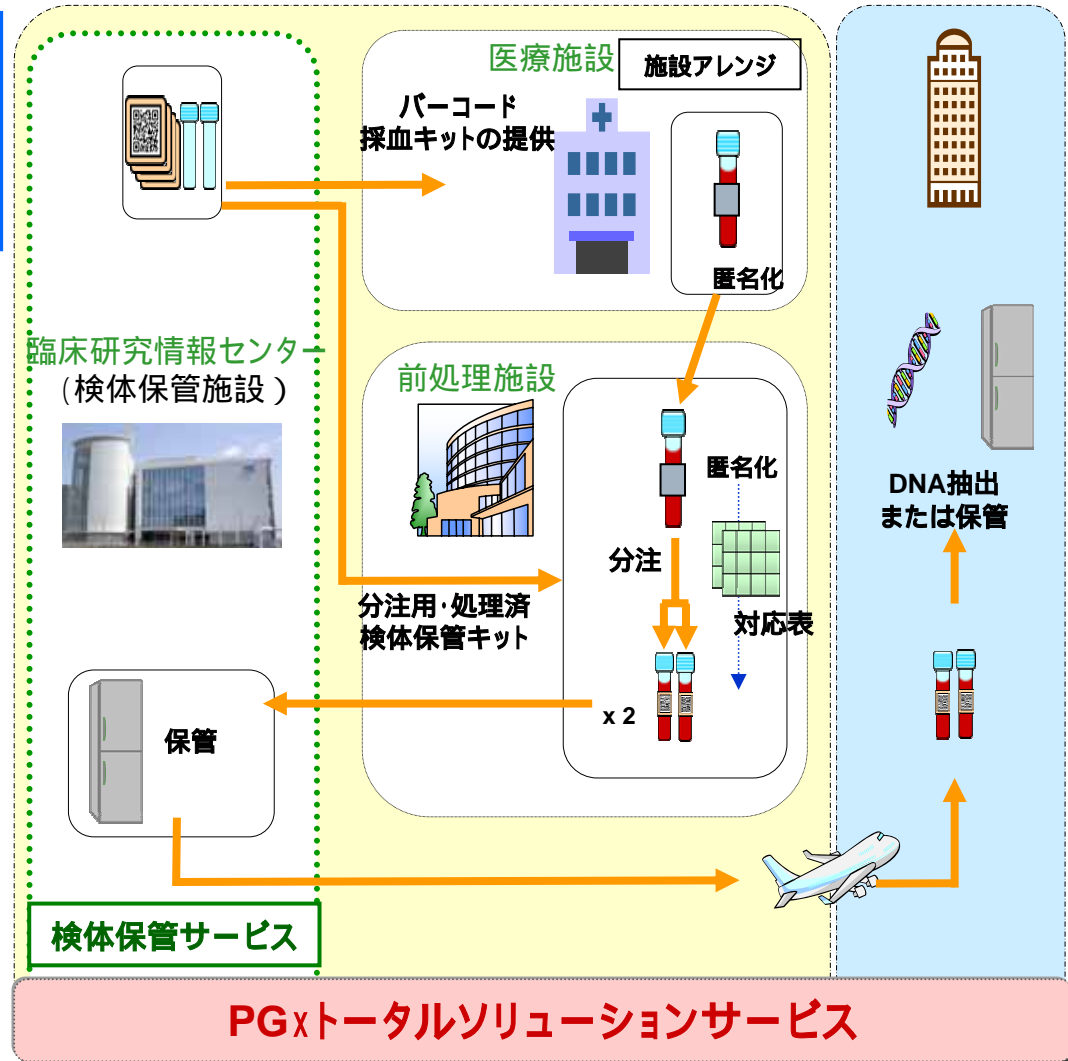 医療施設
施設アレンジ
バーコード
採血キットの提供
匿名化
臨床研究情報センター
(検体保管施設）
前処理施設
匿名化
分注
対応表
分注用･処理済
検体保管キット
x 2
保管
DNA抽出
または保管
検体保管サービス
PGxトータルソリューションサービス